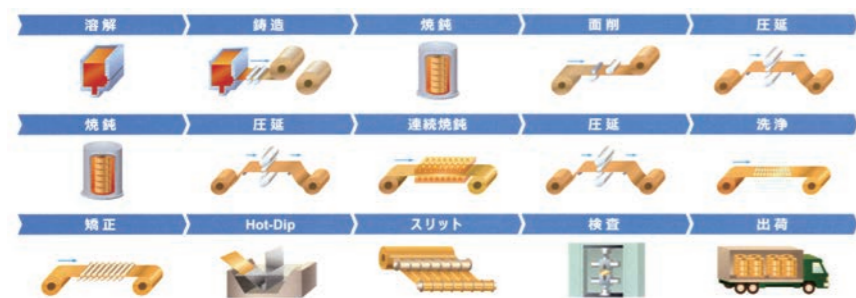 溶解 鋳造 焼鈍 面削 圧延
焼鈍 圧延 連続焼鈍 圧延 洗浄
矯正 Hot-Dip スリット 検査 出荷